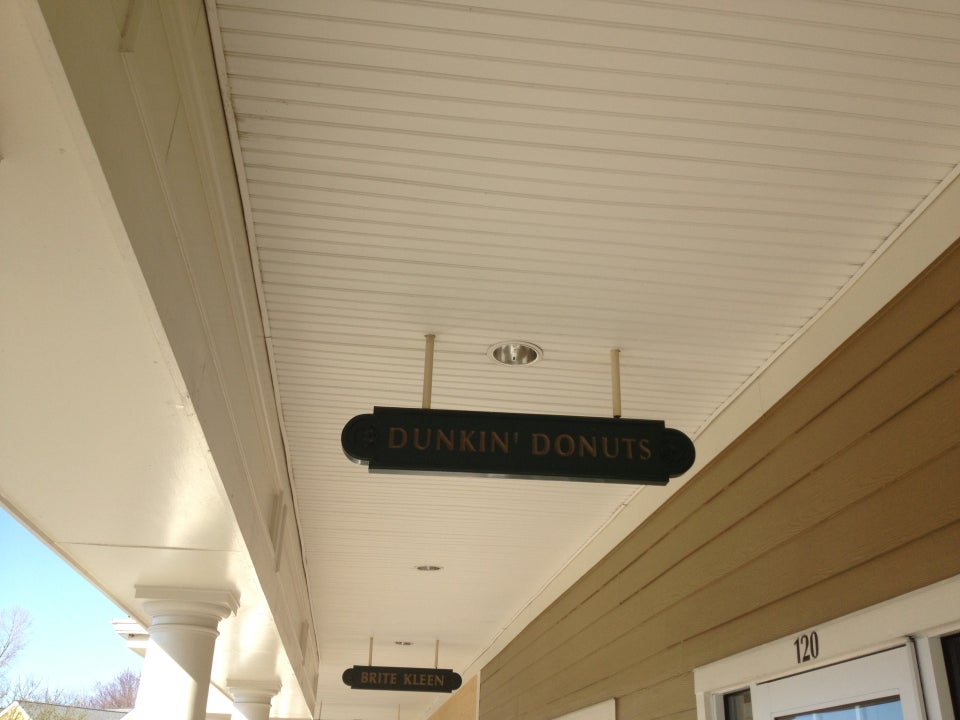 DUNKIN' DONUTS
BRITE KLEEN
120